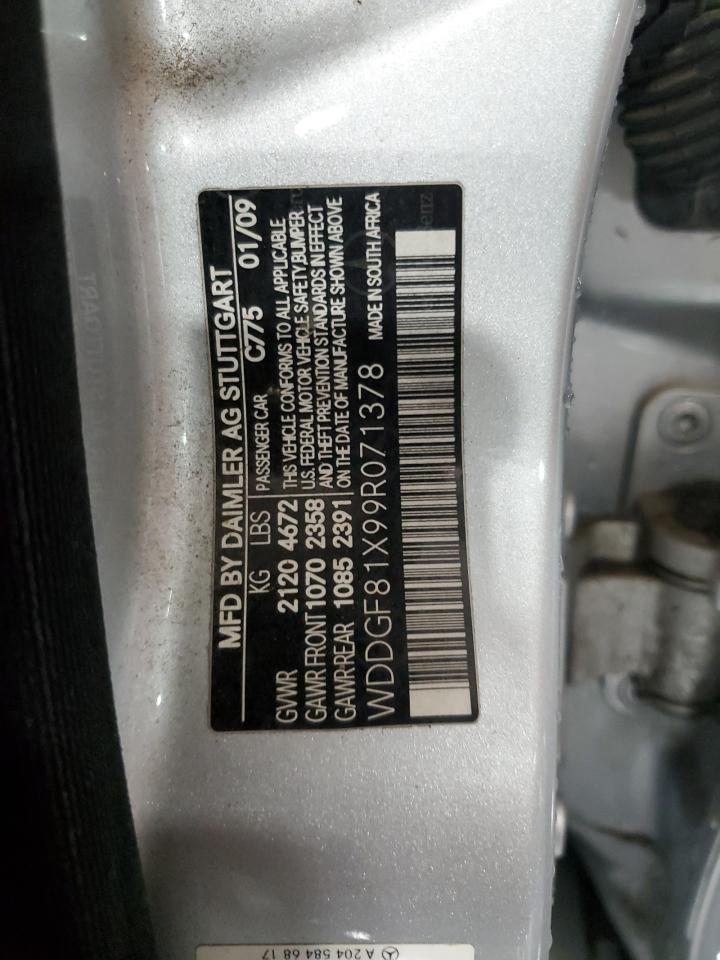 MFD BY DAIMLER AG STUTTGART
KG LBS PASSENGER CAR C775 01/09
GVWR 2120 4672 THIS VEHICLE CONFORMS TO ALL APPLICABLE
GAWR FRONT 1070 2358 U.S. FEDERAL MOTOR VEHICLE SAFETY,BUMPER
GAWR-REAR 1085 2391 AND THEFT PREVENTION STANDARDS IN EFFECT
ON THE DATE OF MANUFACTURE SHOWN ABOVE
WDDGF81X99R071378 MADE IN SOUTH AFRICA
A 204 584 68 17